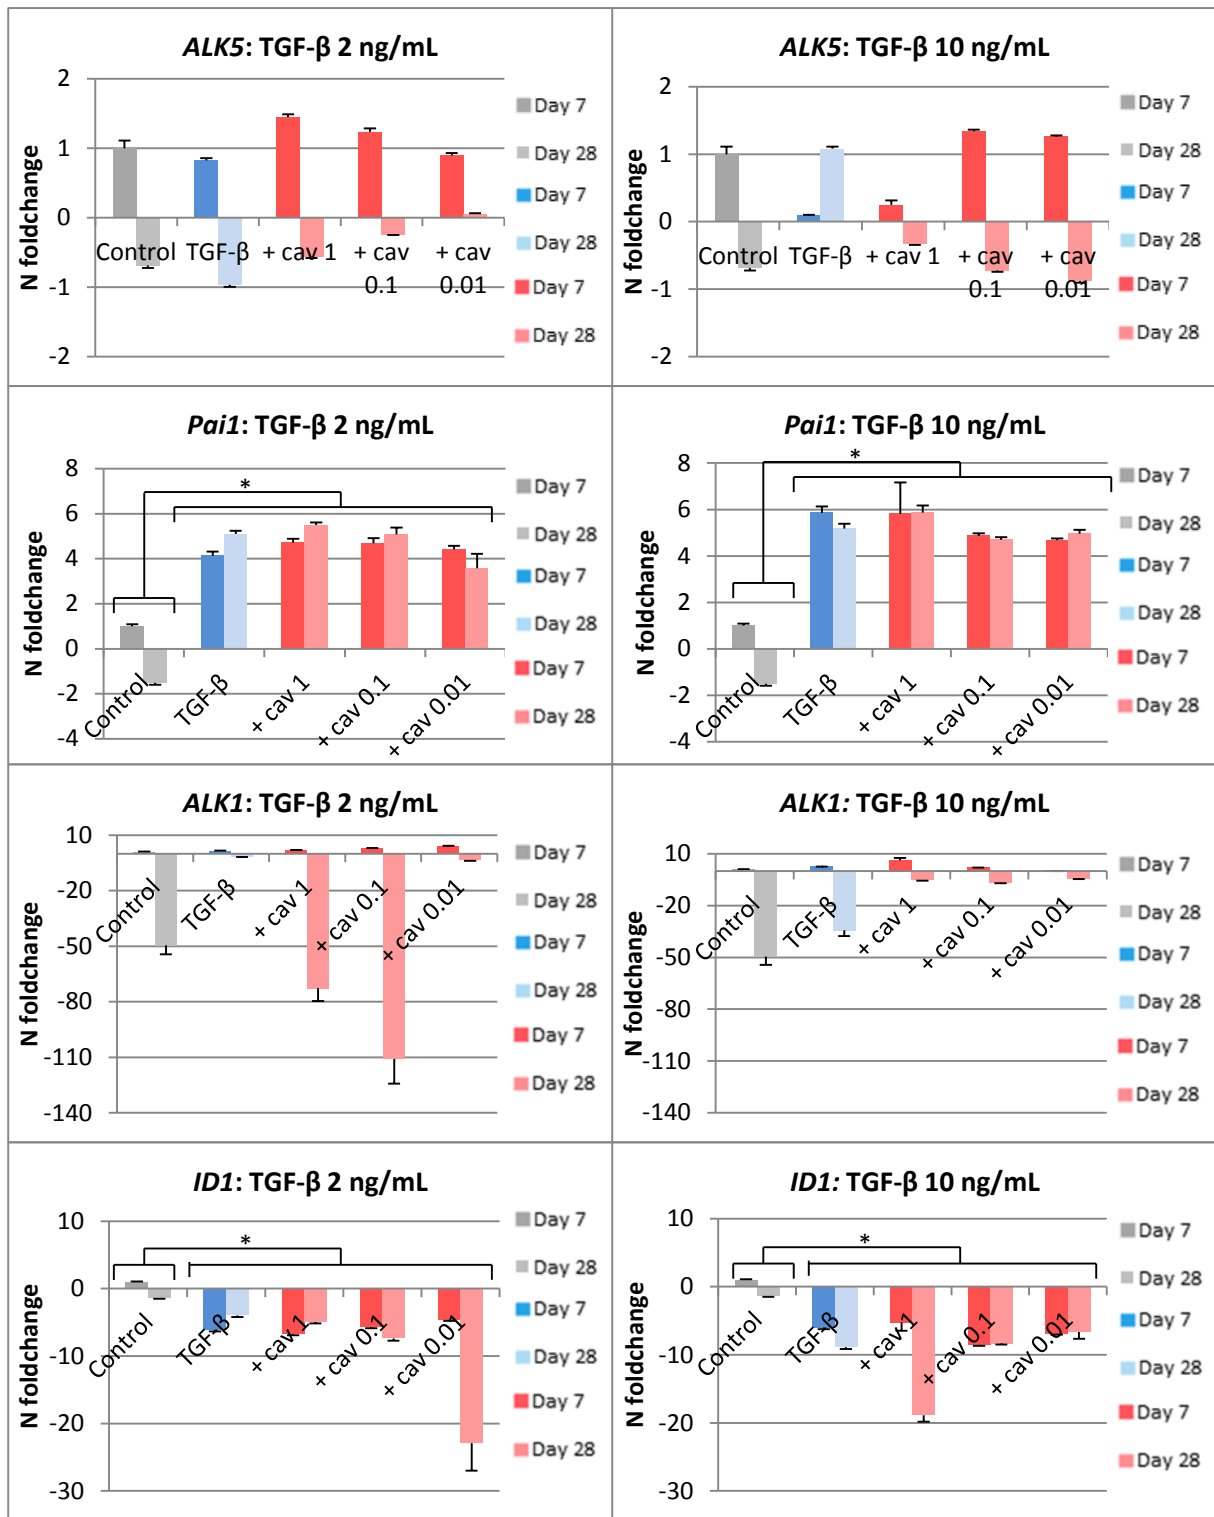 ALK5: TGF-β 2 ng/mL
N foldchange
2
1
0
-1
-2
Control
TGF-β
+ cav 1
+ cav
0.1
+ cav
0.01
Day 7
Day 28
Day 7
Day 28
Day 7
Day 28
ALK5: TGF-β 10 ng/mL
N foldchange
2
1
0
-1
-2
Control
TGF-β
+ cav 1
+ cav
0.1
+ cav
0.01
Day 7
Day 28
Day 7
Day 28
Day 7
Day 28
Pai1: TGF-β 2 ng/mL
N foldchange
8
6
4
2
0
-2
-4
*
Control
TGF-β
+ cav 1
+ cav 0.1
+ cav 0.01
Day 7
Day 28
Day 7
Day 28
Day 7
Day 28
Pai1: TGF-β 10 ng/mL
N foldchange
8
6
4
2
0
-2
-4
*
Control
TGF-β
+ cav 1
+ cav 0.1
+ cav 0.01
Day 7
Day 28
Day 7
Day 28
Day 7
Day 28
ALK1: TGF-β 2 ng/mL
N foldchange
10
-20
-50
-80
-110
-140
Control
TGF-β
+ cav 1
+ cav 0.1
+ cav 0.01
Day 7
Day 28
Day 7
Day 28
Day 7
Day 28
ALK1: TGF-β 10 ng/mL
N foldchange
10
-20
-50
-80
-110
-140
Control
TGF-β
+ cav 1
+ cav 0.1
+ cav 0.01
Day 7
Day 28
Day 7
Day 28
Day 7
Day 28
ID1: TGF-β 2 ng/mL
N foldchange
10
0
-10
-20
-30
*
Control
TGF-β
+ cav 1
+ cav 0.1
+ cav 0.01
Day 7
Day 28
Day 7
Day 28
Day 7
Day 28
ID1: TGF-β 10 ng/mL
N foldchange
10
0
-10
-20
-30
*
Control
TGF-β
+ cav 1
+ cav 0.1
+ cav 0.01
Day 7
Day 28
Day 7
Day 28
Day 7
Day 28